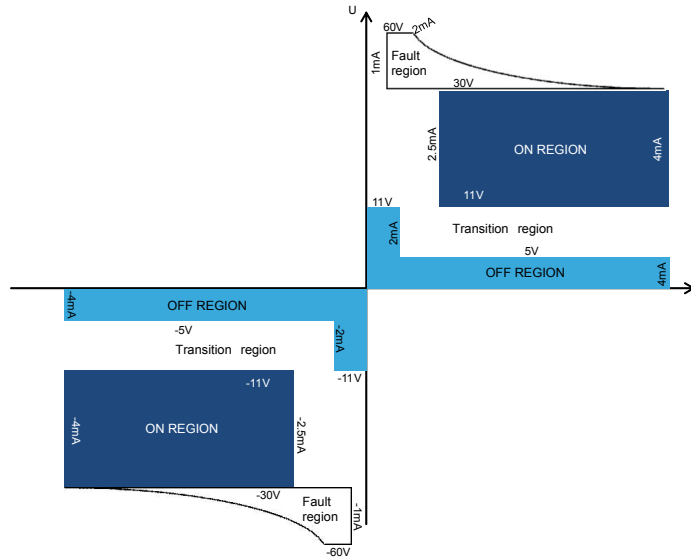 U
60V
2mA
Fault
region
1mA
30V
2.5mA
ON REGION
4mA
11V
11V
2mA
Transition region
5V
OFF REGION
4mA
-4mA
OFF REGION
-5V
-2mA
Transition region
-11V
-11V
-4mA
ON REGION
-2.5mA
-30V
Fault
region
-1mA
-60V